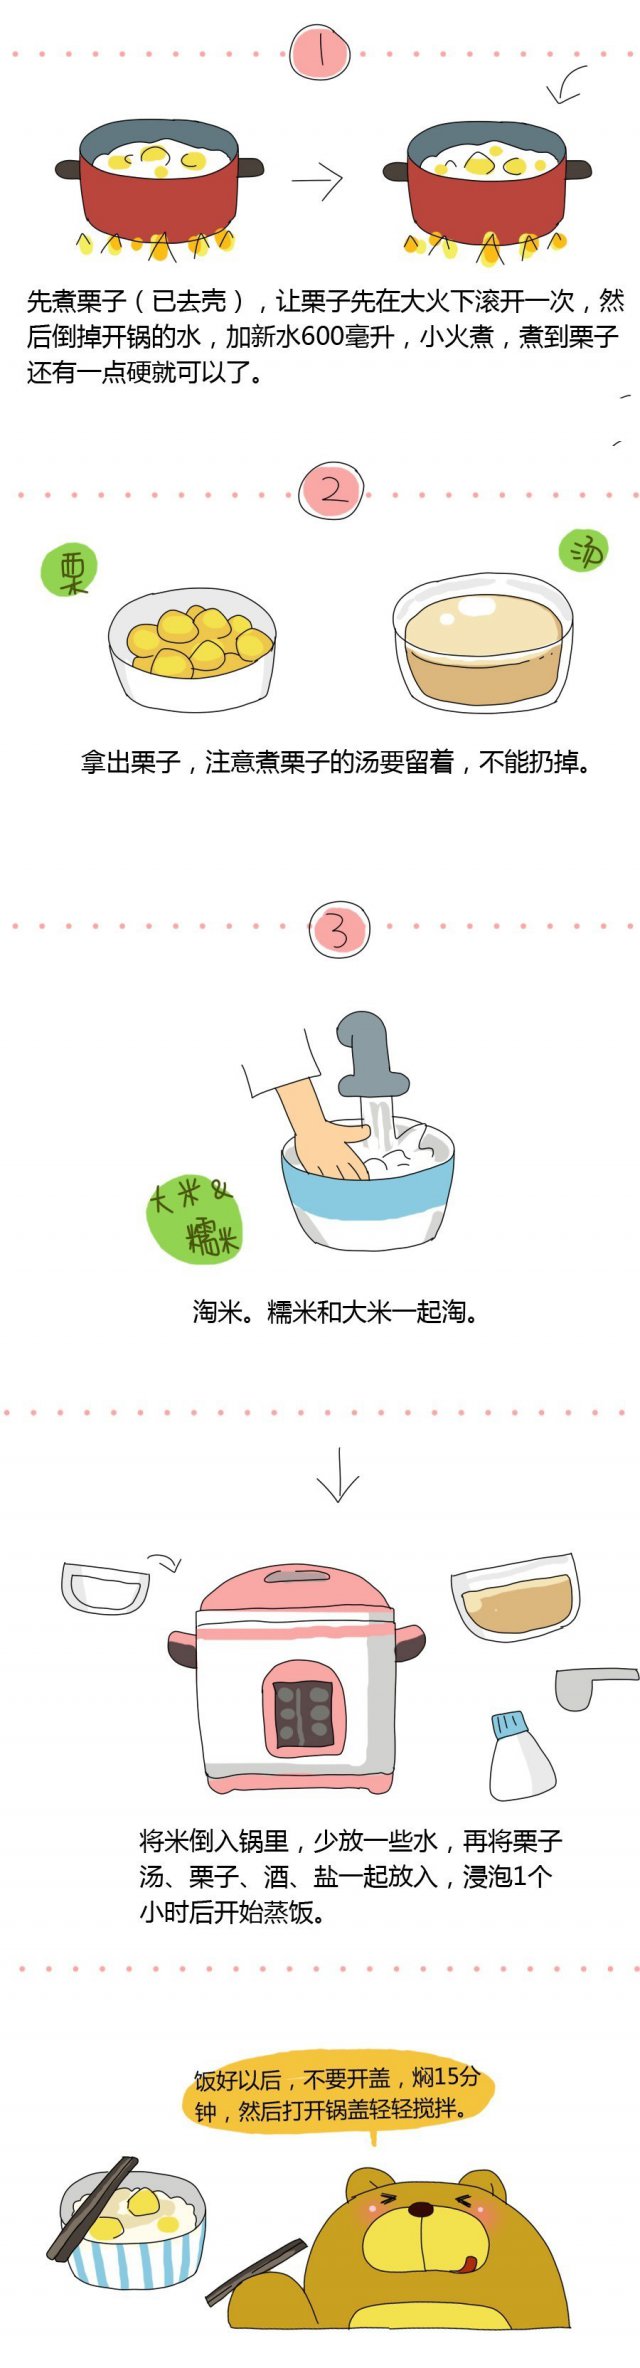 1
先煮栗子（已去壳），让栗子先在大火下滚开一次，然
后倒掉开锅的水，加新水600毫升，小火煮，煮到栗子
还有一点硬就可以了。
2
栗
汤
拿出栗子，注意煮栗子的汤要留着，不能扔掉。
3
大米&
糯米
淘米。糯米和大米一起淘。
将米倒入锅里，少放一些水，再将栗子
汤、栗子、酒、盐一起放入，浸泡1个
小时后开始蒸饭。
饭好以后，不要开盖，焖15分
钟，然后打开锅盖轻轻搅拌。